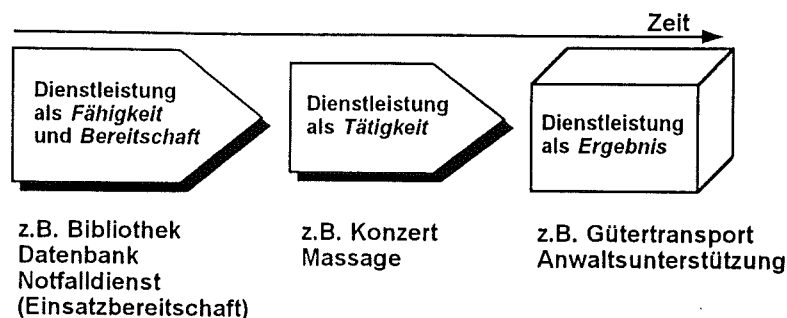 Zeit
Dienstleistung
als Fähigkeit
und Bereitschaft
Dienstleistung
als Tätigkeit
Dienstleistung
als Ergebnis
z.B. Bibliothek
Datenbank
Notfalldienst
(Einsatzbereitschaft)
z.B. Konzert
Massage
z.B. Gütertransport
Anwaltsunterstützung